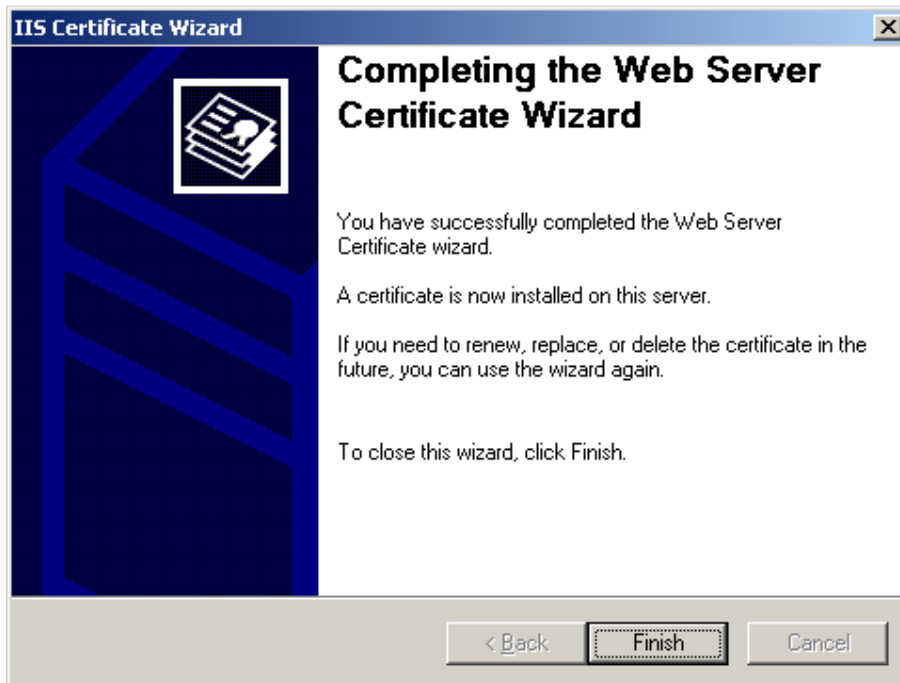 IIS Certificate Wizard
Completing the Web Server
Certificate Wizard
You have successfully completed the Web Server
Certificate wizard.
A certificate is now installed on this server.
If you need to renew, replace, or delete the certificate in the
future, you can use the wizard again.
To close this wizard, click Finish.
< Back
Finish
Cancel